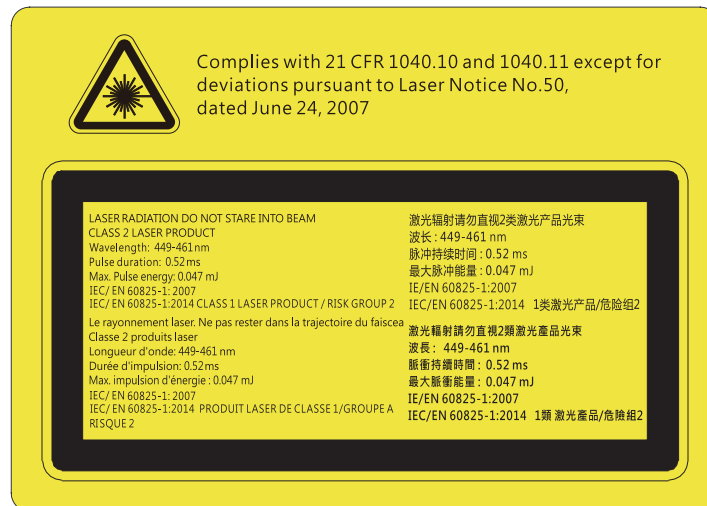 Complies with 21 CFR 1040.10 and 1040.11 except for
deviations pursuant to Laser Notice No.50,
dated June 24, 2007
LASER RADIATION DO NOT STARE INTO BEAM
CLASS 2 LASER PRODUCT
Wavelength: 449-461nm
Pulse duration: 0.52ms
Max. Pulse energy: 0.047 mJ
IEC/ EN 60825-1: 2007
IEC/ EN 60825-1:2014 CLASS 1 LASER PRODUCT / RISK GROUP 2
Le rayonnement laser. Ne pas rester dans la trajectoire du faiscea
Classe 2 produits laser
Longueur d'onde: 449-461 nm
Durée d'impulsion: 0.52ms
Max. impulsion d'énergie : 0.047 mJ
IEC/ EN 60825-1: 2007
IEC/ EN 60825-1:2014 PRODUIT LASER DE CLASSE 1/GROUPE A
RISQUE 2
激光辐射请勿直视2类激光产品光束
波长 : 449-461 nm
脉冲持续时间 : 0.52 ms
最大脉冲能量 : 0.047 mJ
IE/EN 60825-1:2007
IEC/EN 60825-1:2014 1类激光产品/危险组2
激光輻射請勿直視2類激光產品光束
波長 : 449-461 nm
脈衝持續時間 : 0.52 ms
最大脈衝能量 : 0.047 mJ
IE/EN 60825-1:2007
IEC/EN 60825-1:2014 1類 激光產品/危險組2